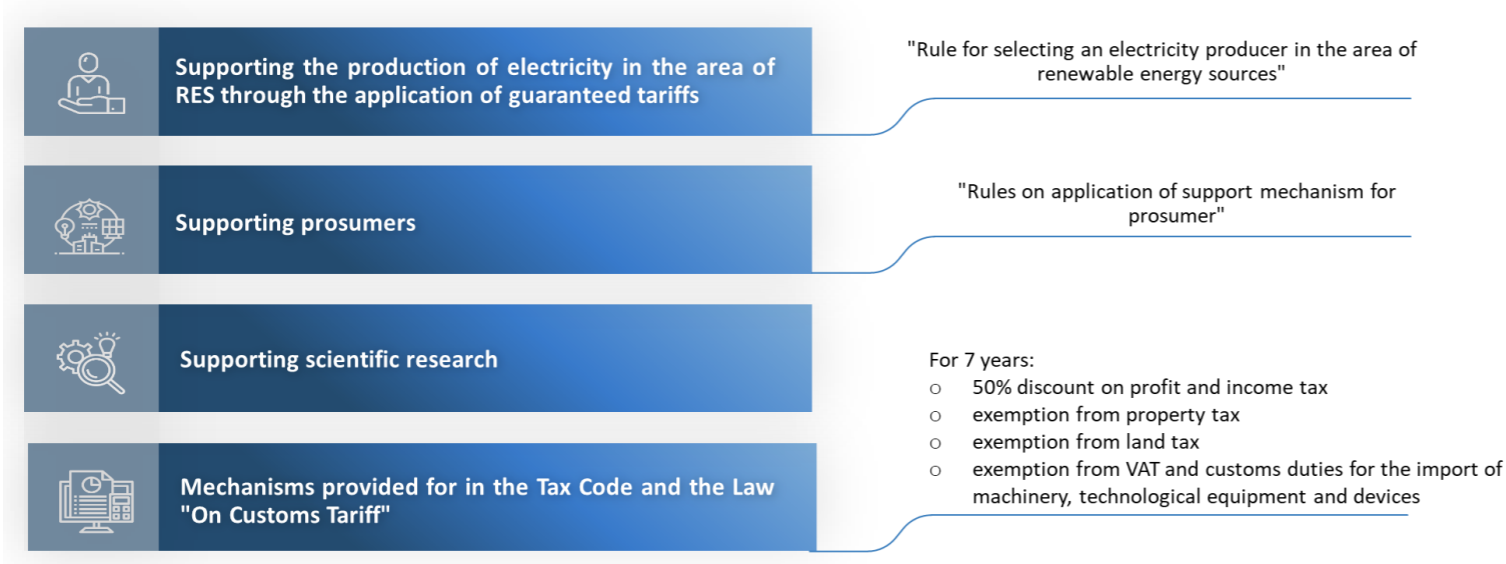 Supporting the production of electricity in the area of
RES through the application of guaranteed tariffs
"Rule for selecting an electricity producer in the area of
renewable energy sources"
Supporting prosumers
"Rules on application of support mechanism for
prosumer"
Supporting scientific research
Mechanisms provided for in the Tax Code and the Law
"On Customs Tariff"
For 7 years:
o 50% discount on profit and income tax
o exemption from property tax
o exemption from land tax
o exemption from VAT and customs duties for the import of
machinery, technological equipment and devices